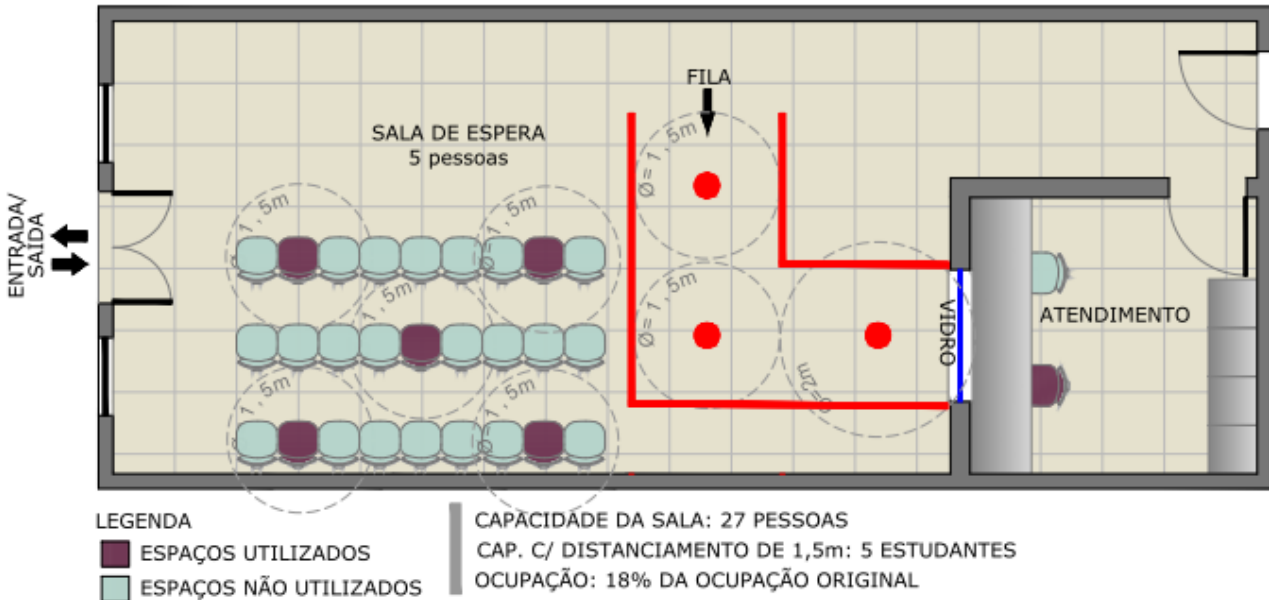 FILA
SALA DE ESPERA
5 pessoas
Ø=1,5m
1,5m
Ø=1,5m
1,5m
ENTRADA/
SAÍDA
Ø=1,5m
VIDRO
ATENDIMENTO
Ø=2m
1,5m
Ø=1,5m
LEGENDA
ESPAÇOS UTILIZADOS
ESPAÇOS NÃO UTILIZADOS
CAPACIDADE DA SALA: 27 PESSOAS
CAP. C/ DISTANCIAMENTO DE 1,5m: 5 ESTUDANTES
OCUPAÇÃO: 18% DA OCUPAÇÃO ORIGINAL